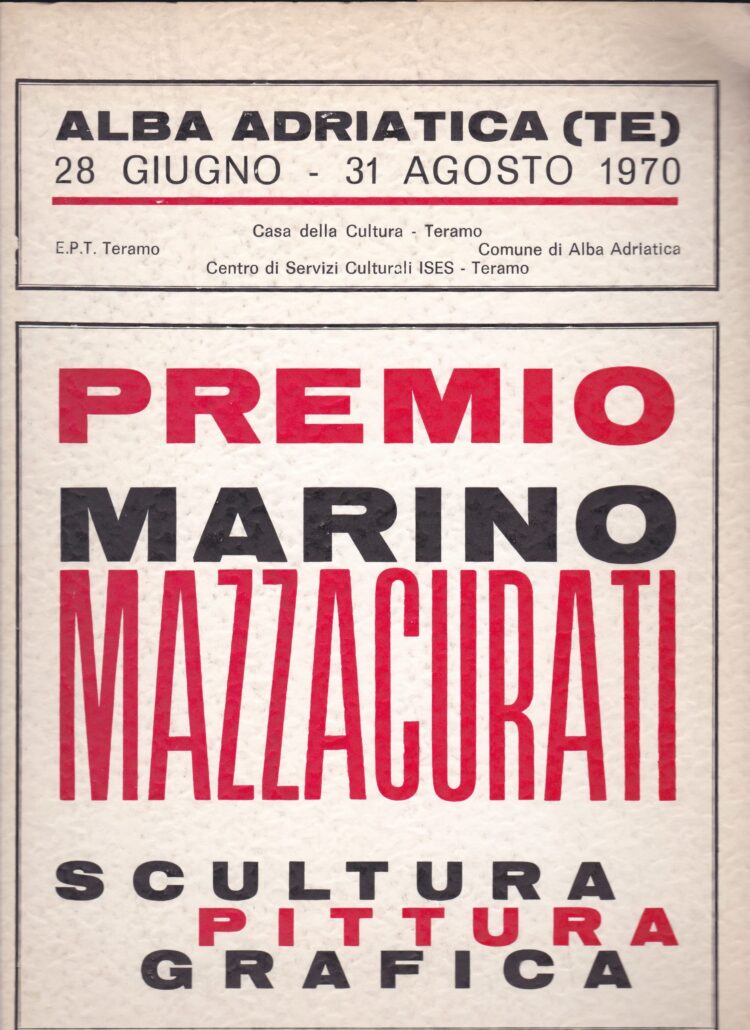 ALBA ADRIATICA (TE)
28 GIUGNO - 31 AGOSTO 1970
Casa della Cultura - Teramo
E.P.T. Teramo
Comune di Alba Adriatica
Centro di Servizi Culturali ISES - Teramo
PREMIO
MARINO
MAZZACURATI
SCULTURA
PITTURA
GRAFICA